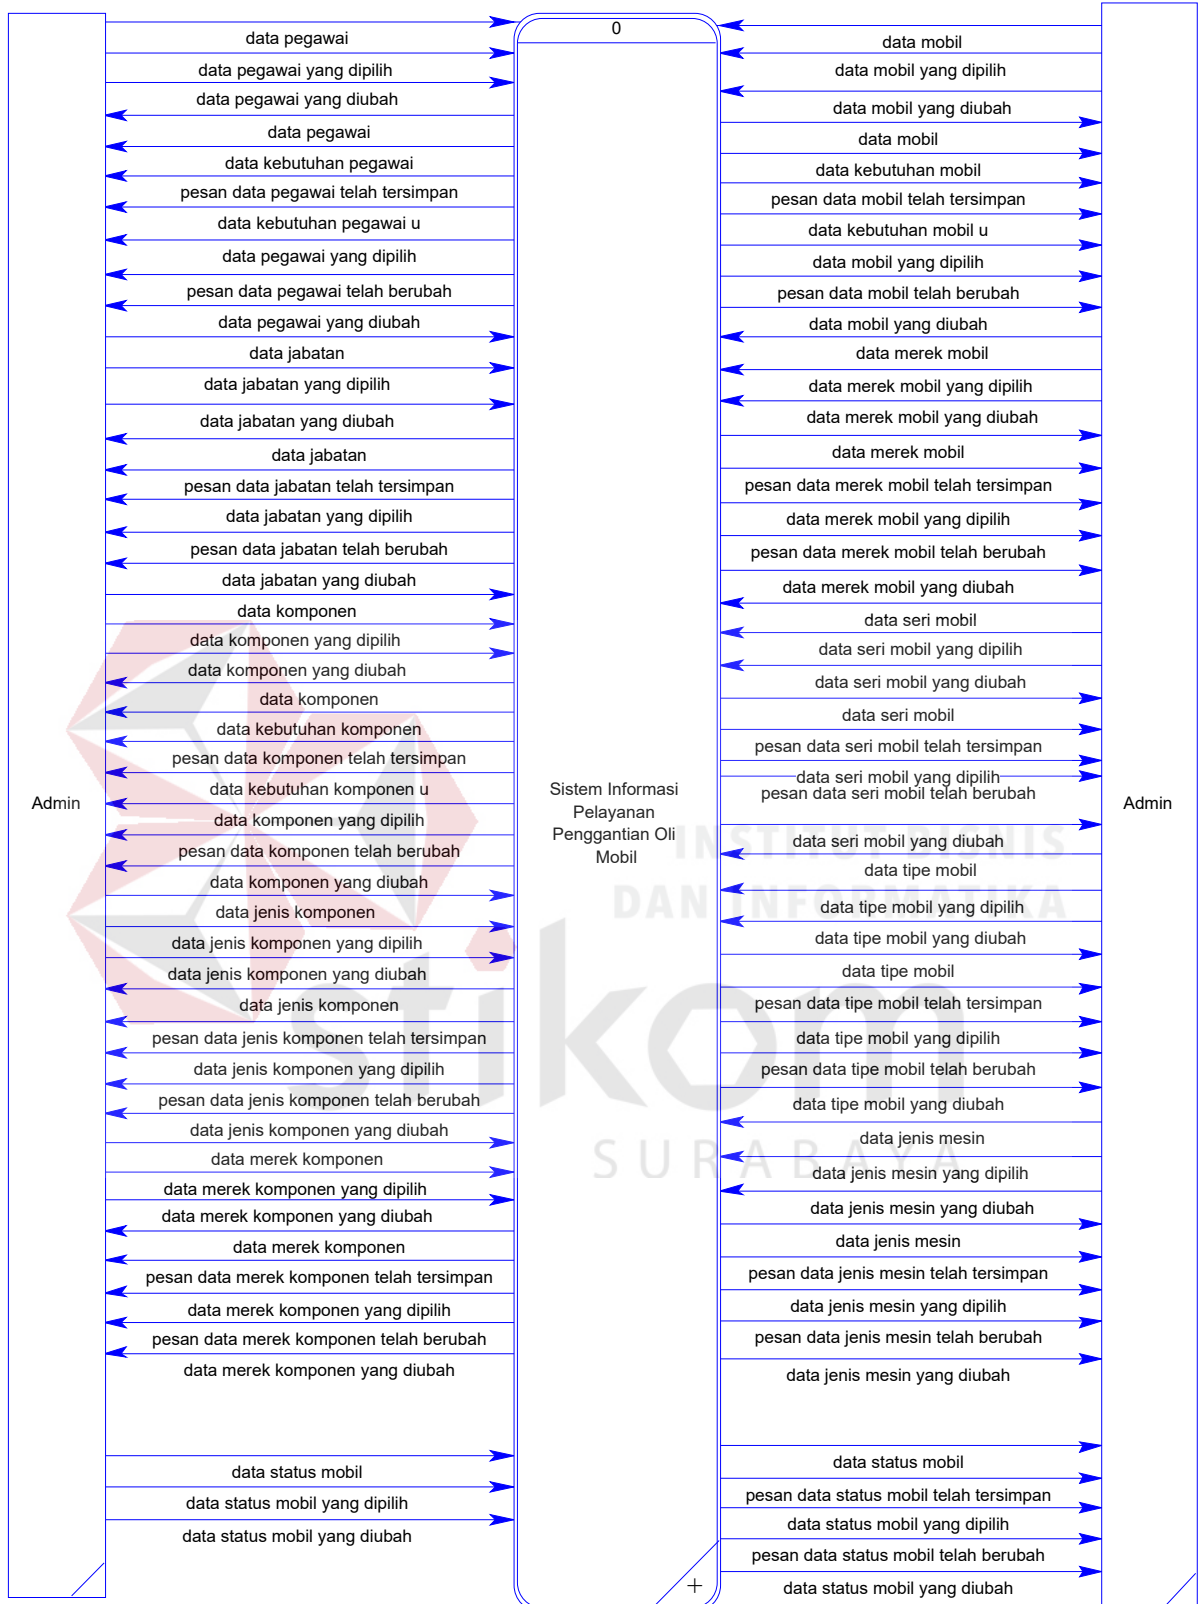 0
data pegawai
data pegawai yang dipilih
data pegawai yang diubah
data pegawai
data kebutuhan pegawai
pesan data pegawai telah tersimpan
data kebutuhan pegawai u
data pegawai yang dipilih
pesan data pegawai telah berubah
data pegawai yang diubah
data jabatan
data jabatan yang dipilih
data jabatan yang diubah
data jabatan
pesan data jabatan telah tersimpan
data jabatan yang dipilih
pesan data jabatan telah berubah
data jabatan yang diubah
data komponen
data komponen yang dipilih
data komponen yang diubah
data komponen
data kebutuhan komponen
pesan data komponen telah tersimpan
data kebutuhan komponen u
data komponen yang dipilih
pesan data komponen telah berubah
data komponen yang diubah
data jenis komponen
data jenis komponen yang dipilih
data jenis komponen yang diubah
data jenis komponen
pesan data jenis komponen telah tersimpan
data jenis komponen yang dipilih
pesan data jenis komponen telah berubah
data jenis komponen yang diubah
data merek komponen
data merek komponen yang dipilih
data merek komponen yang diubah
data merek komponen
pesan data merek komponen telah tersimpan
data merek komponen yang dipilih
pesan data merek komponen telah berubah
data merek komponen yang diubah
data status mobil
data status mobil yang dipilih
data status mobil yang diubah
Admin
Sistem Informasi
Pelayanan
Penggantian Oli
Mobil
data mobil
data mobil yang dipilih
data mobil yang diubah
data mobil
data kebutuhan mobil
pesan data mobil telah tersimpan
data kebutuhan mobil u
data mobil yang dipilih
pesan data mobil telah berubah
data mobil yang diubah
data merek mobil
data merek mobil yang dipilih
data merek mobil yang diubah
data merek mobil
pesan data merek mobil telah tersimpan
data merek mobil yang dipilih
pesan data merek mobil telah berubah
data merek mobil yang diubah
data seri mobil
data seri mobil yang dipilih
data seri mobil yang diubah
data seri mobil
pesan data seri mobil telah tersimpan
data seri mobil yang dipilih
pesan data seri mobil telah berubah
data seri mobil yang diubah
data tipe mobil
data tipe mobil yang dipilih
data tipe mobil yang diubah
data tipe mobil
pesan data tipe mobil telah tersimpan
data tipe mobil yang dipilih
pesan data tipe mobil telah berubah
data tipe mobil yang diubah
data jenis mesin
data jenis mesin yang dipilih
data jenis mesin yang diubah
data jenis mesin
pesan data jenis mesin telah tersimpan
data jenis mesin yang dipilih
pesan data jenis mesin telah berubah
data jenis mesin yang diubah
data status mobil
pesan data status mobil telah tersimpan
data status mobil yang dipilih
pesan data status mobil telah berubah
data status mobil yang diubah
Admin
+
INSTITUT BISNIS
DAN INFORMATIKA
stikom
SURABAYA